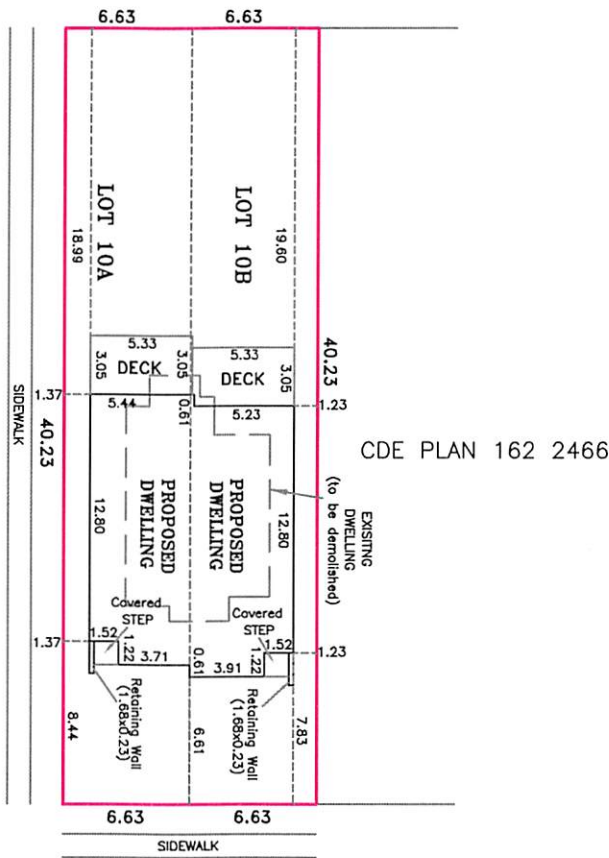 6.63 6.63
LOT 10A
LOT 10B
18.99
19.60
5.33
5.33
3.05
DECK
3.05
DECK
3.05
40.23
1.37
5.44
0.61
5.23
1.23
SIDEWALK
40.23
CDE PLAN 162 2466
EXISITNG
DWELLING
(to be demolished)
12.80
PROPOSED
DWELLING
PROPOSED
DWELLING
12.80
Covered
STEP
Covered
STEP
1.37
1.52
1.22
3.71
0.61
3.91
1.22
1.52
1.23
Retaining Wall
(1.68x0.23)
Retaining Wall
(1.68x0.23)
8.44
6.61
7.83
6.63 6.63
SIDEWALK